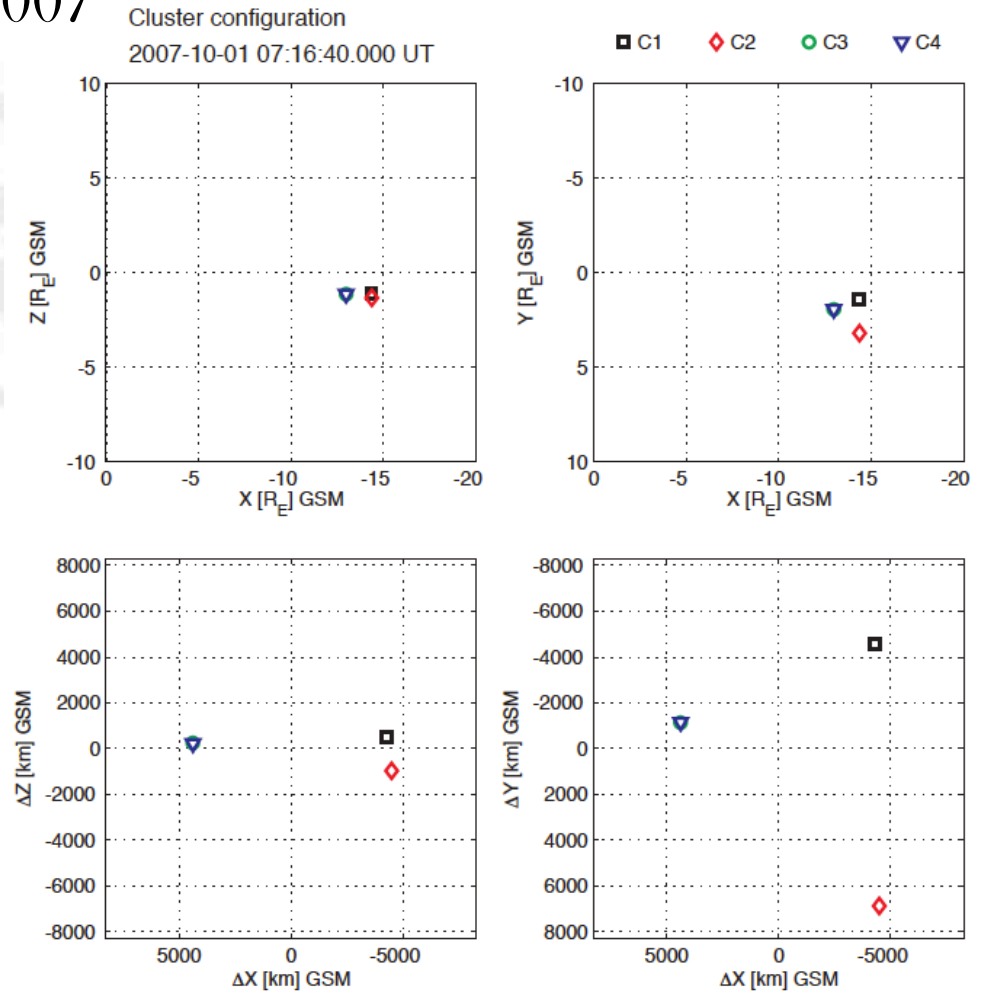 007
Cluster configuration
2007-10-01 07:16:40.000 UT
C1 C2 C3 C4
10
5
0
-5
-10
Z [R_E] GSM
0 -5 -10 -15 -20
X [R_E] GSM
-10
-5
0
5
10
Y [R_E] GSM
0 -5 -10 -15 -20
X [R_E] GSM
8000
6000
4000
2000
0
-2000
-4000
-6000
-8000
ΔZ [km] GSM
5000 0 -5000
ΔX [km] GSM
-8000
-6000
-4000
-2000
0
2000
4000
6000
8000
ΔY [km] GSM
5000 0 -5000
ΔX [km] GSM